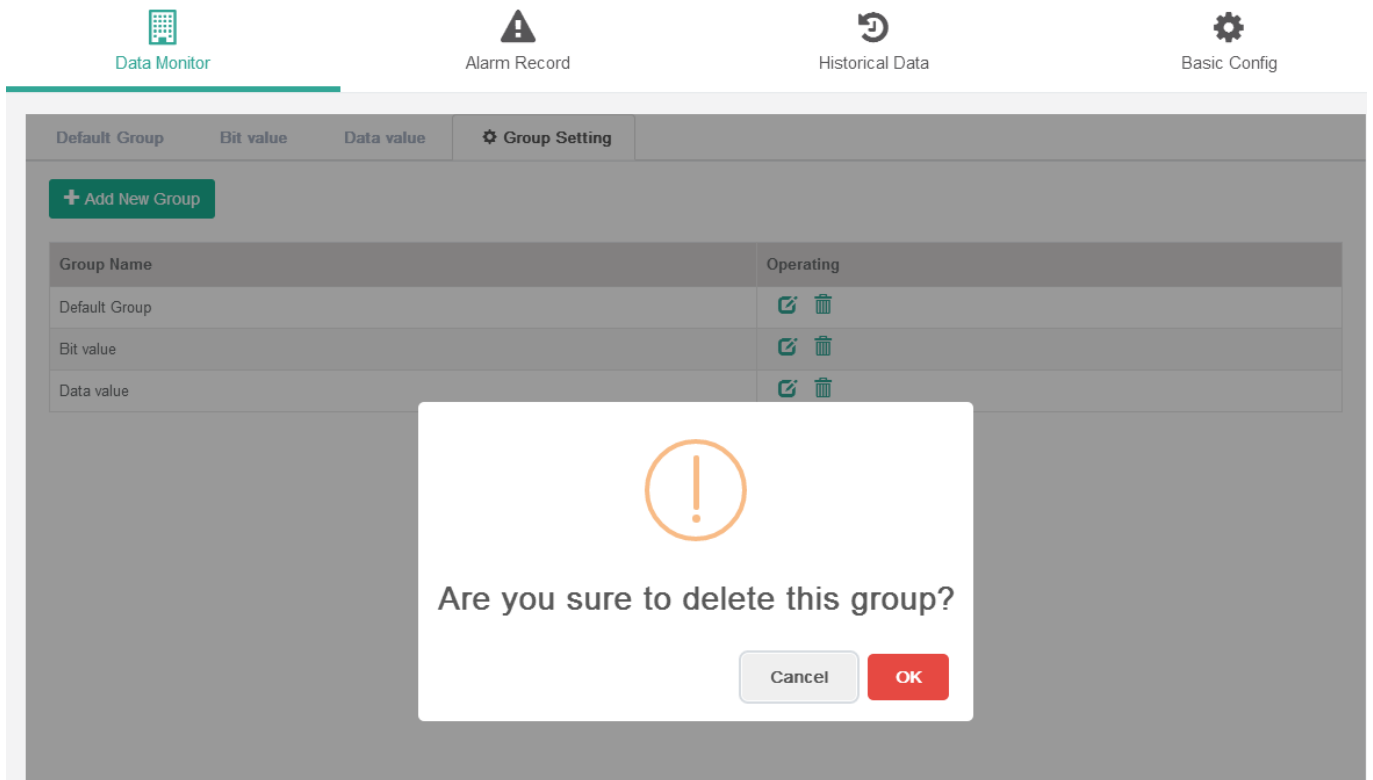 Data Monitor Alarm Record Historical Data Basic Config
Default Group Bit value Data value Group Setting
Add New Group
Group Name Operating
Default Group
Bit value
Data value
Are you sure to delete this group?
Cancel OK